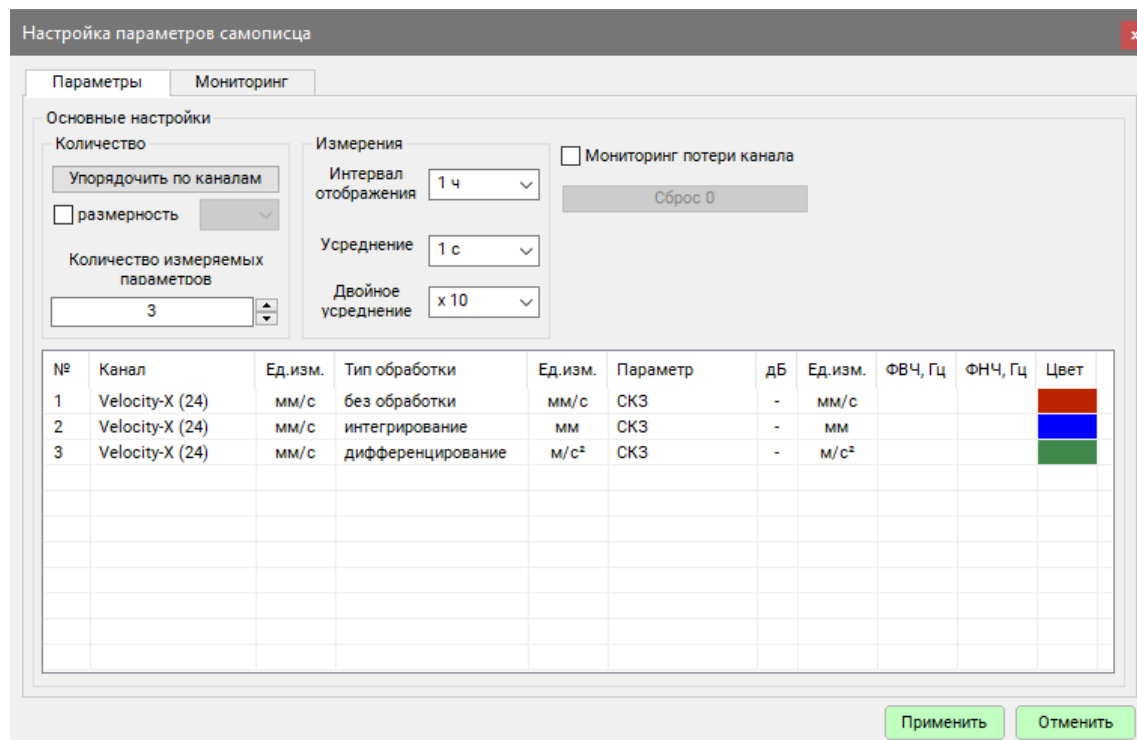 Настройка параметров самописца
x
Параметры
Мониторинг
Основные настройки
Количество
Упорядочить по каналам
размерность
Количество измеряемых
параметров
3
Измерения
Интервал
отображения
1 ч
Усреднение
1 с
Двойное
усреднение
x 10
Мониторинг потери канала
Сброс 0
№ Канал Ед.изм. Тип обработки Ед.изм. Параметр дБ Ед.изм. ФВЧ, Гц ФНЧ, Гц Цвет
1 Velocity-X (24) мм/с без обработки мм/с СКЗ - мм/с
2 Velocity-X (24) мм/с интегрирование мм СКЗ - мм
3 Velocity-X (24) мм/с дифференцирование м/с² СКЗ - м/с²
Применить
Отменить